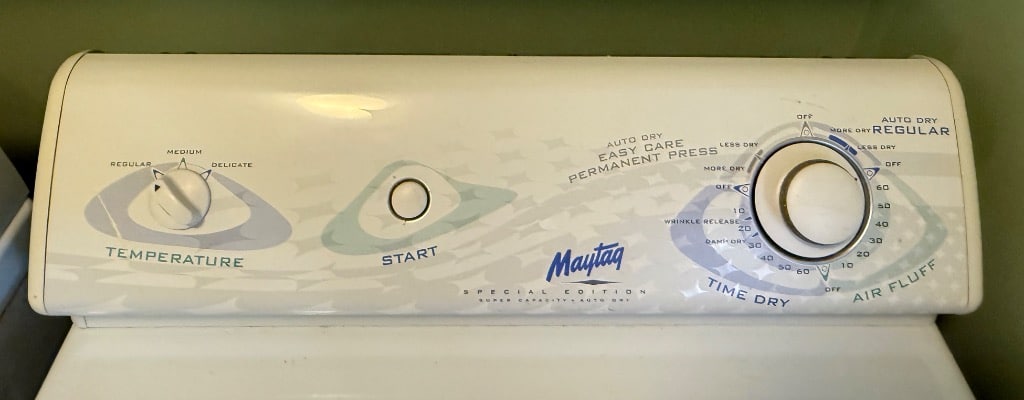 REGULAR
MEDIUM
DELICATE
TEMPERATURE
START
Maytag
SPECIAL EDITION
SUPER CAPACITY • AUTO DRY
AUTO DRY
EASY CARE
PERMANENT PRESS
LESS DRY
MORE DRY
OFF
AUTO DRY
REGULAR
MORE DRY
LESS DRY
OFF
60
50
40
30
20
10
AIR FLUFF
OFF
10
WRINKLE RELEASE
20
DAMP DRY
30
40
50
60
TIME DRY
OFF